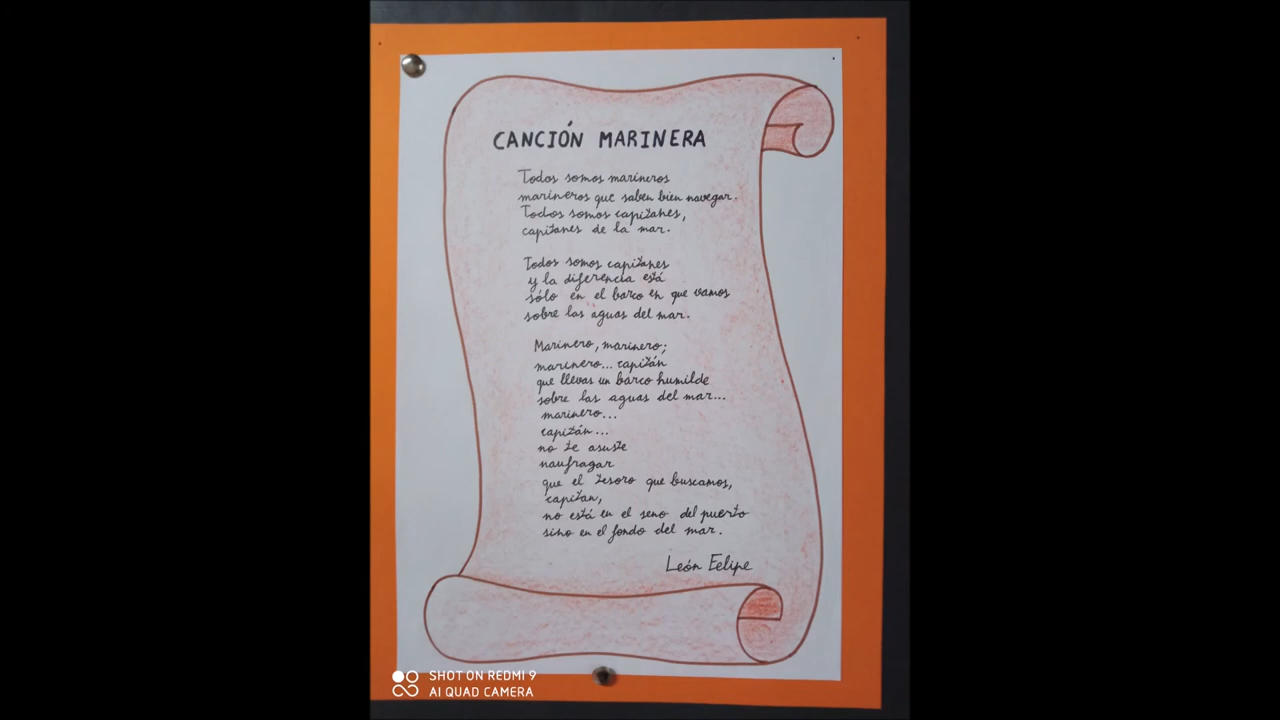 CANCIÓN MARINERA
Todos somos marineros
marineros que saben bien navegar.
Todos somos capitanes,
capitanes de la mar.
Todos somos capitanes
y la diferencia está
sólo en el barco en que vamos
sobre las aguas del mar.
Marinero, marinero;
marinero... capitán
que llevas un barco humilde
sobre las aguas del mar...
marinero...
capitán...
no te asuste
naufragar
que el tesoro que buscamos,
capitan,
no está en el seno del puerto
sino en el fondo del mar.
León Felipe
SHOT ON REDMI 9
AI QUAD CAMERA